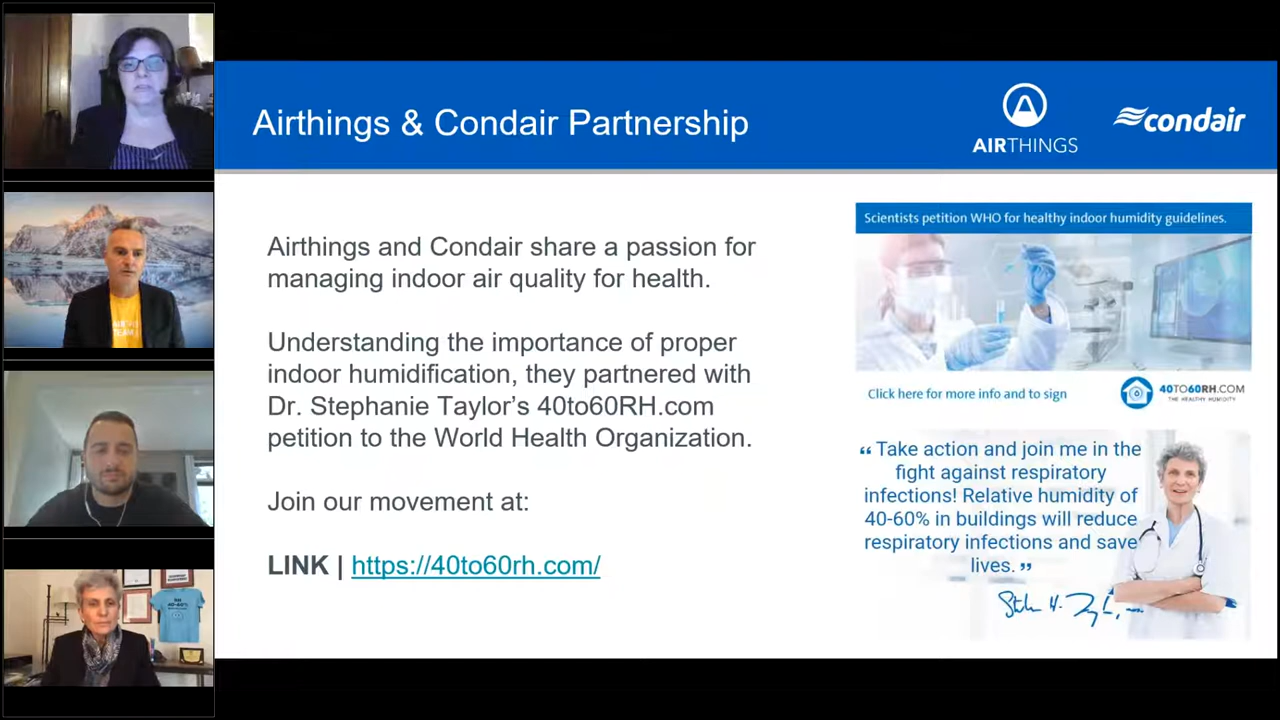 Airthings & Condair Partnership
AIRTHINGS
condair
Airthings and Condair share a passion for
managing indoor air quality for health.
Understanding the importance of proper
indoor humidification, they partnered with
Dr. Stephanie Taylor’s 40to60RH.com
petition to the World Health Organization.
Join our movement at:
LINK | https://40to60rh.com/
Scientists petition WHO for healthy indoor humidity guidelines.
Click here for more info and to sign
40TO60RH.COM
THE HEALTHY HUMIDITY
“ Take action and join me in the
fight against respiratory
infections! Relative humidity of
40-60% in buildings will reduce
respiratory infections and save
lives. ”